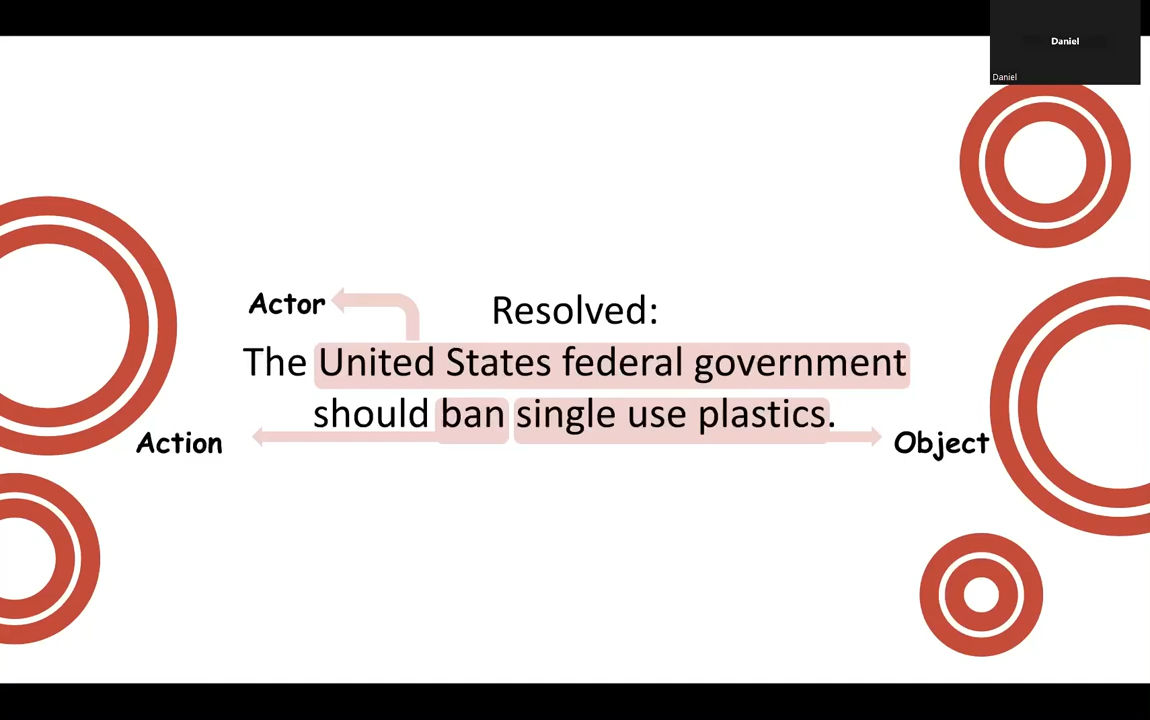 Daniel
Daniel
Actor
Resolved:
The United States federal government
should ban single use plastics.
Action
Object